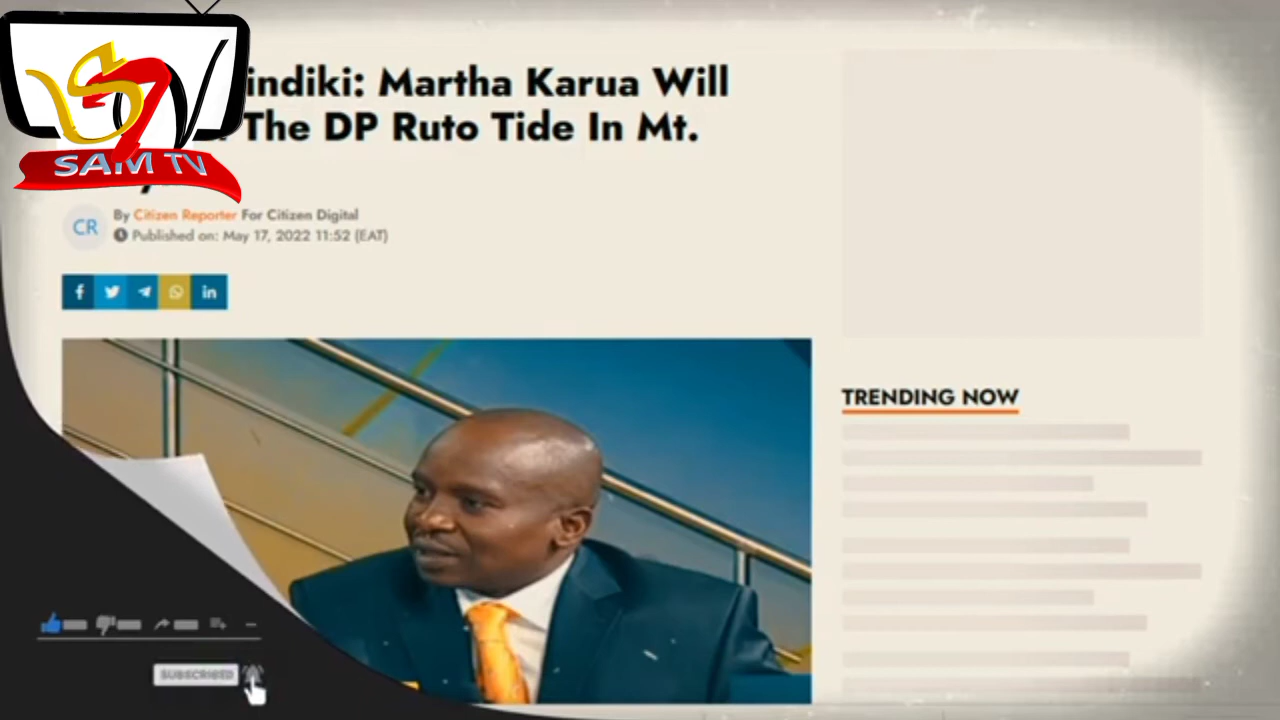 indiki: Martha Karua Will
The DP Ruto Tide In Mt.
SAM TV
CR
By Citizen Reporter For Citizen Digital
Published on: May 17, 2022 11:52 (EAT)
TRENDING NOW
SUBSCRIBED